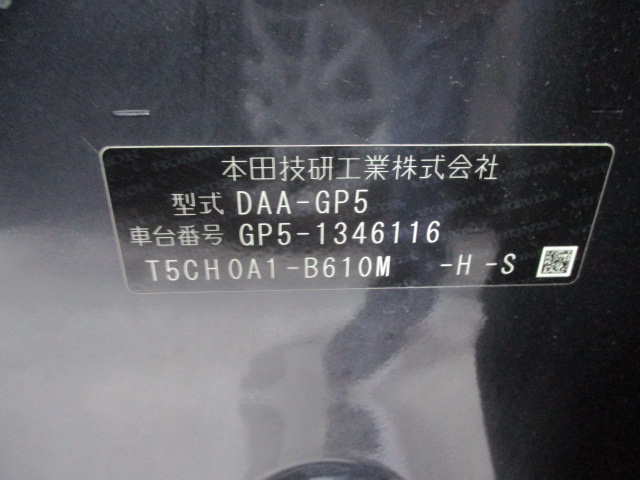 本田技研工業株式会社
型式 DAA-GP5
車台番号 GP5-1346116
T5CH0A1-B610M -H-S